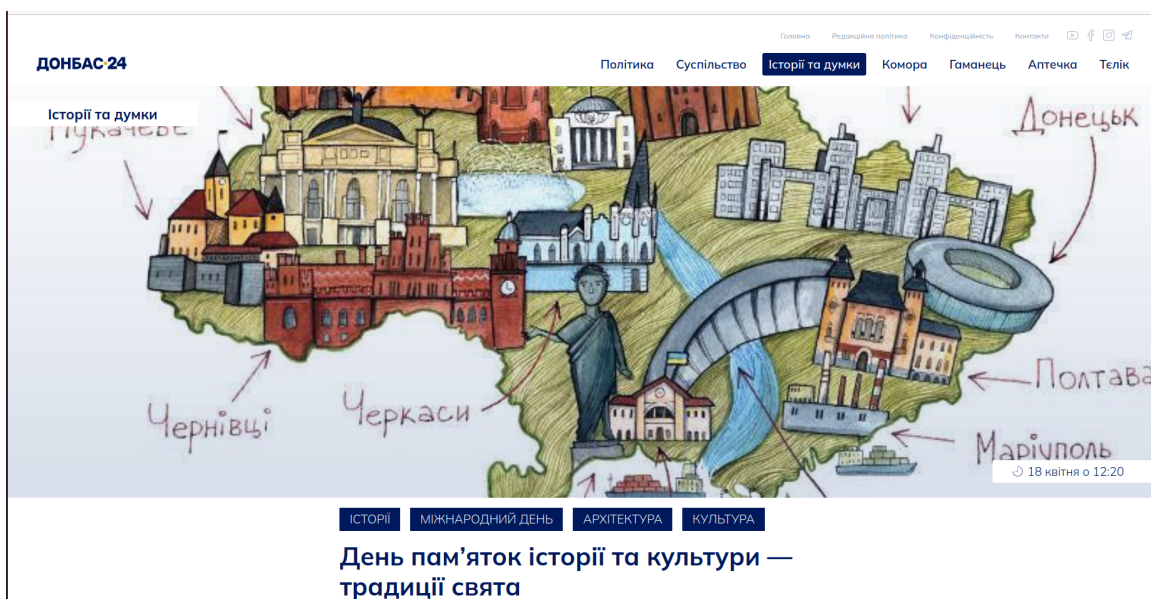 Головна Редакційна політика Конфіденційність Контакти
ДОНБАС 24
Політика Суспільство Історії та думки Комора Гаманець Аптечка Тєлік
Історії та думки
Мукачеве
Донецьк
Полтава
Чернівці
Черкаси
Маріуполь
18 квітня о 12:20
ІСТОРІЇ МІЖНАРОДНИЙ ДЕНЬ АРХІТЕКТУРА КУЛЬТУРА
День пам’яток історії та культури —
традиції свята